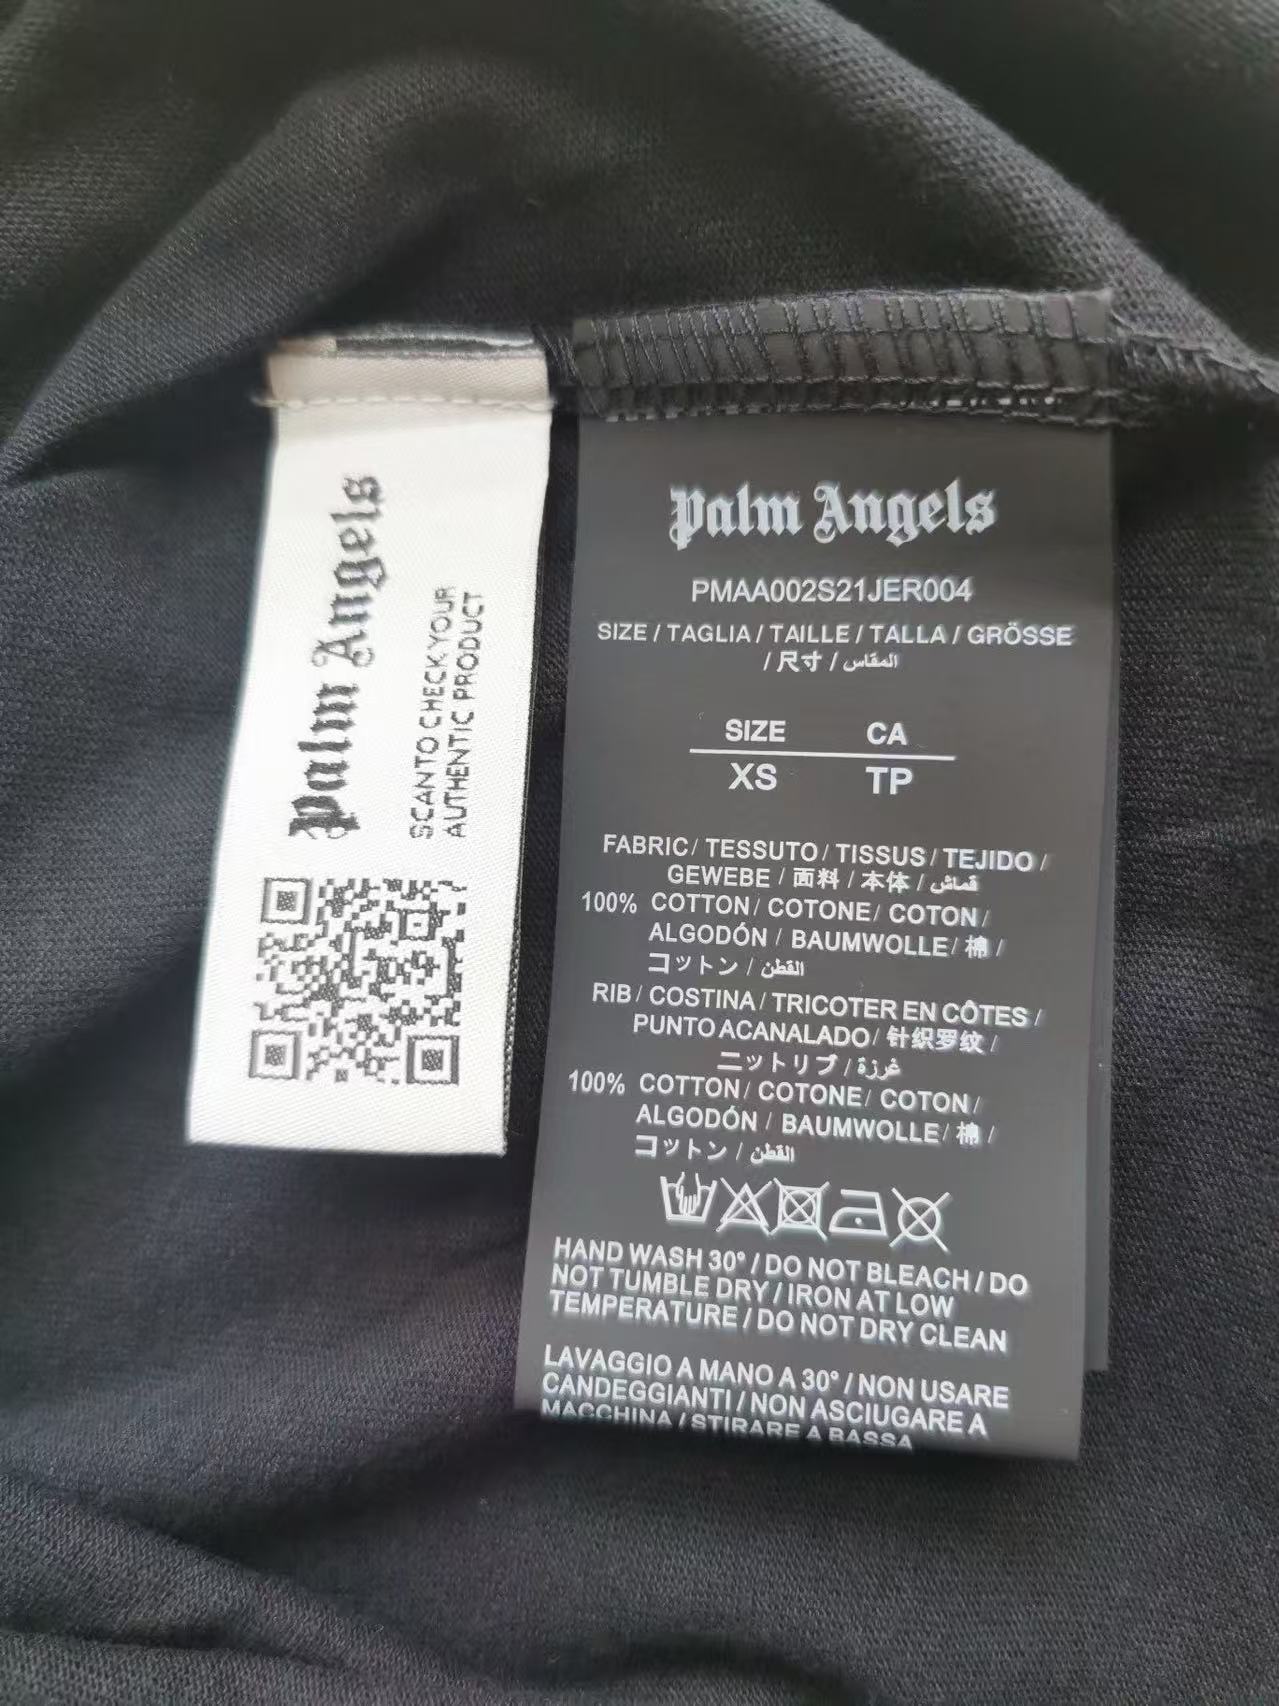 Palm Angels
SCAN TO CHECK YOUR
AUTHENTIC PRODUCT
Palm Angels
PMAA002S21JER004
SIZE / TAGLIA / TAILLE / TALLA / GRÖSSE
/ 尺寸 / المقاس
SIZE CA
XS TP
FABRIC / TESSUTO / TISSUS / TEJIDO /
GEWEBE / 面料 / 本体 / قماش
100% COTTON / COTONE / COTON /
ALGODÓN / BAUMWOLLE / 棉 /
コットン / القطن
RIB / COSTINA / TRICOTER EN CÔTES /
PUNTO ACANALADO / 针织罗纹 /
ニットリブ / غرزة
100% COTTON / COTONE / COTON /
ALGODÓN / BAUMWOLLE / 棉 /
コットン / القطن
HAND WASH 30° / DO NOT BLEACH / DO
NOT TUMBLE DRY / IRON AT LOW
TEMPERATURE / DO NOT DRY CLEAN
LAVAGGIO A MANO A 30° / NON USARE
CANDEGGIANTI / NON ASCIUGARE A
MACCHINA / STIRARE A BASSA